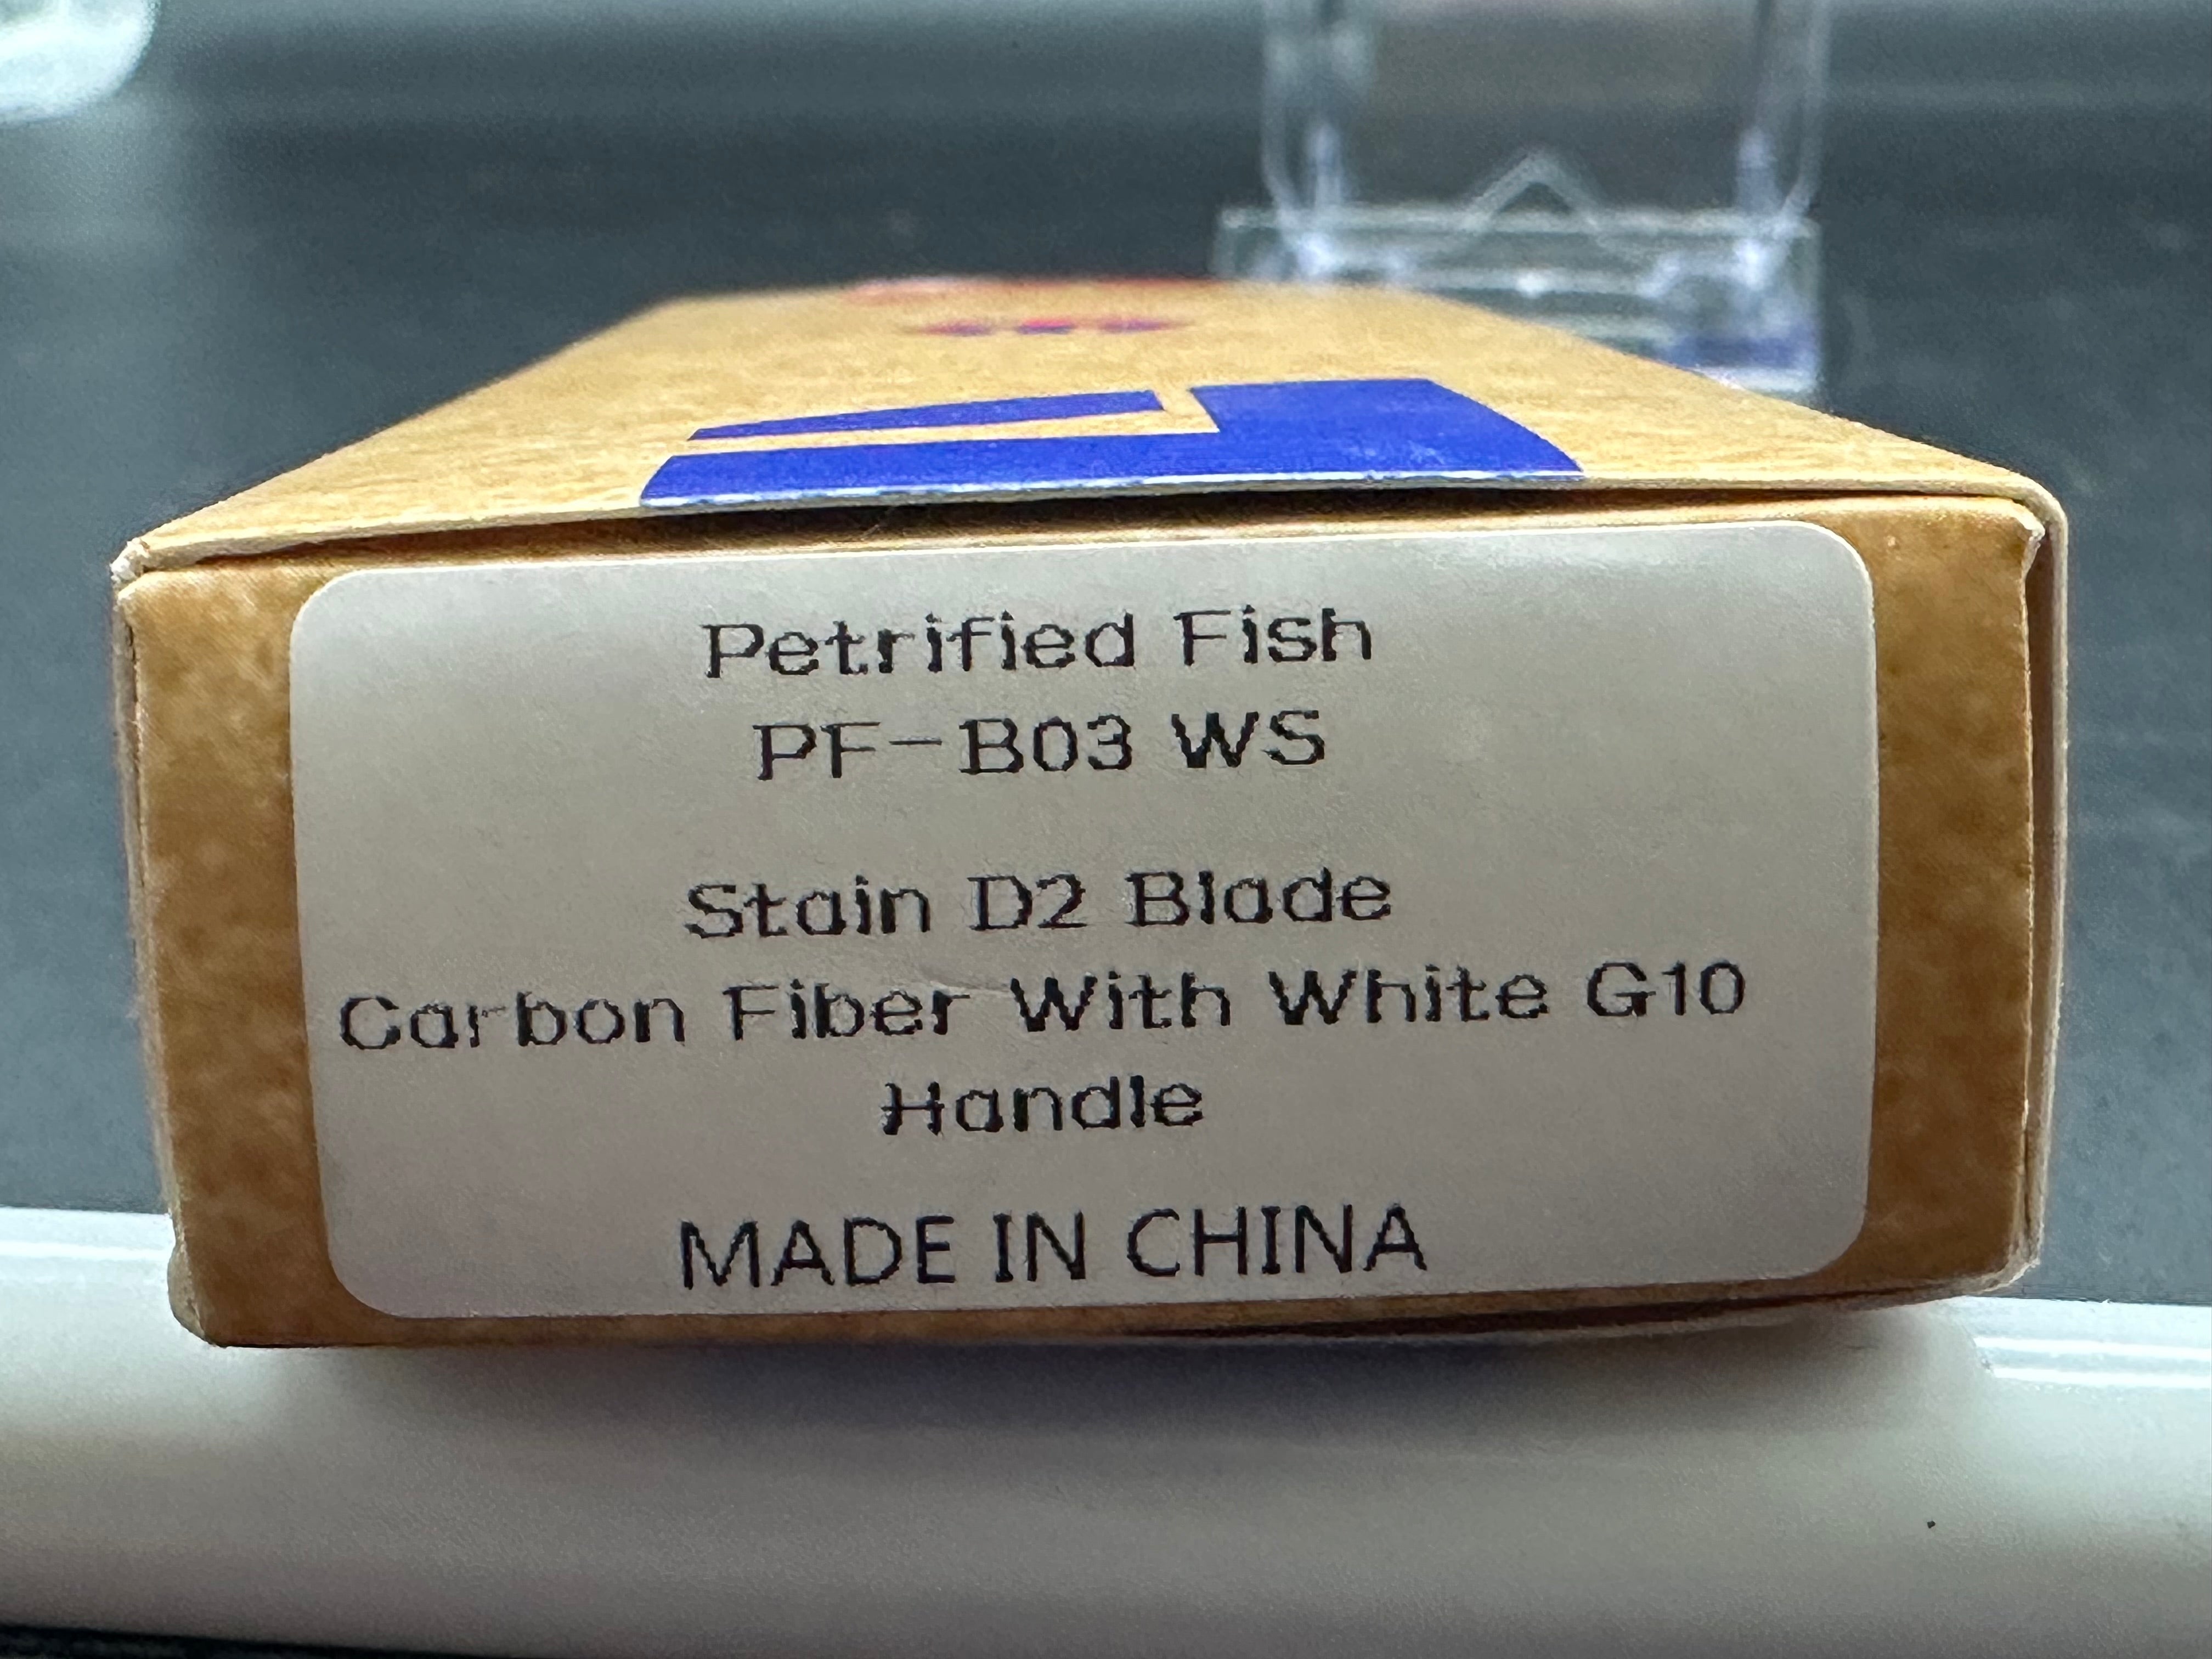 Petrified Fish
PF-B03 WS
Stain D2 Blade
Carbon Fiber With White G10
Handle
MADE IN CHINA